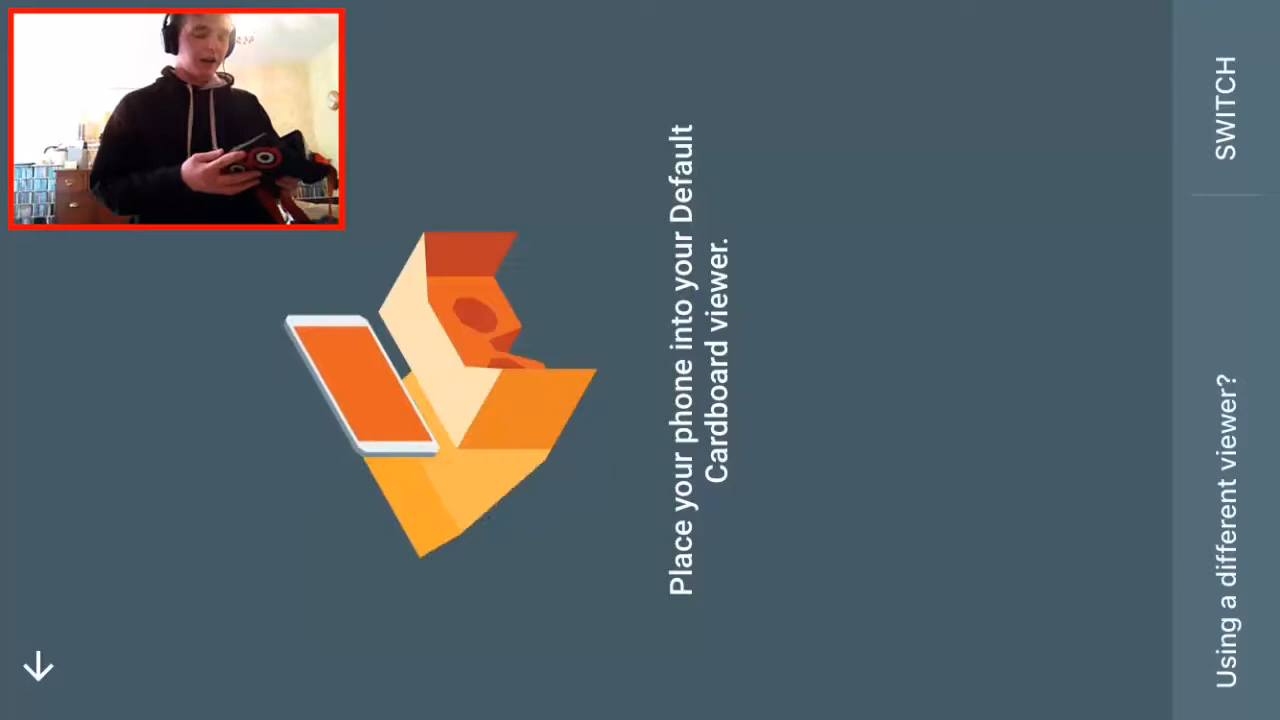 Place your phone into your Default
Cardboard viewer.
Using a different viewer?
SWITCH